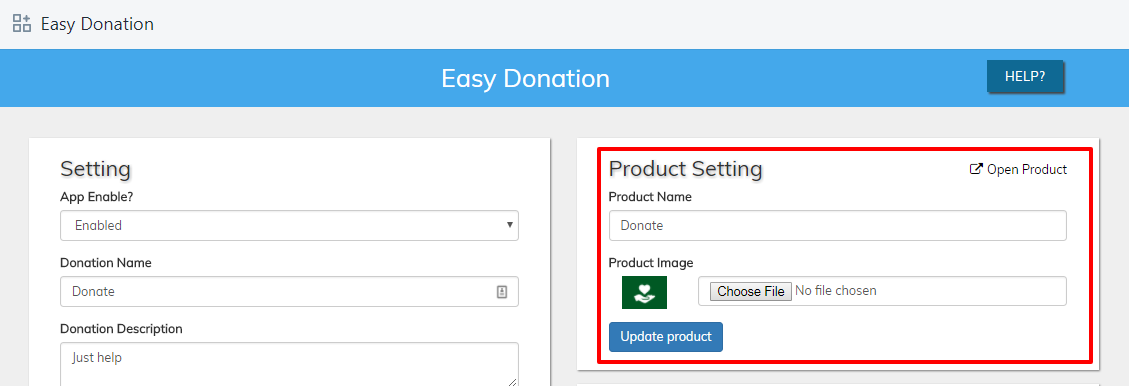 Easy Donation
Easy Donation
HELP?
Setting
App Enable?
Enabled
Donation Name
Donate
Donation Description
Just help
Product Setting
Open Product
Product Name
Donate
Product Image
Choose File No file chosen
Update product